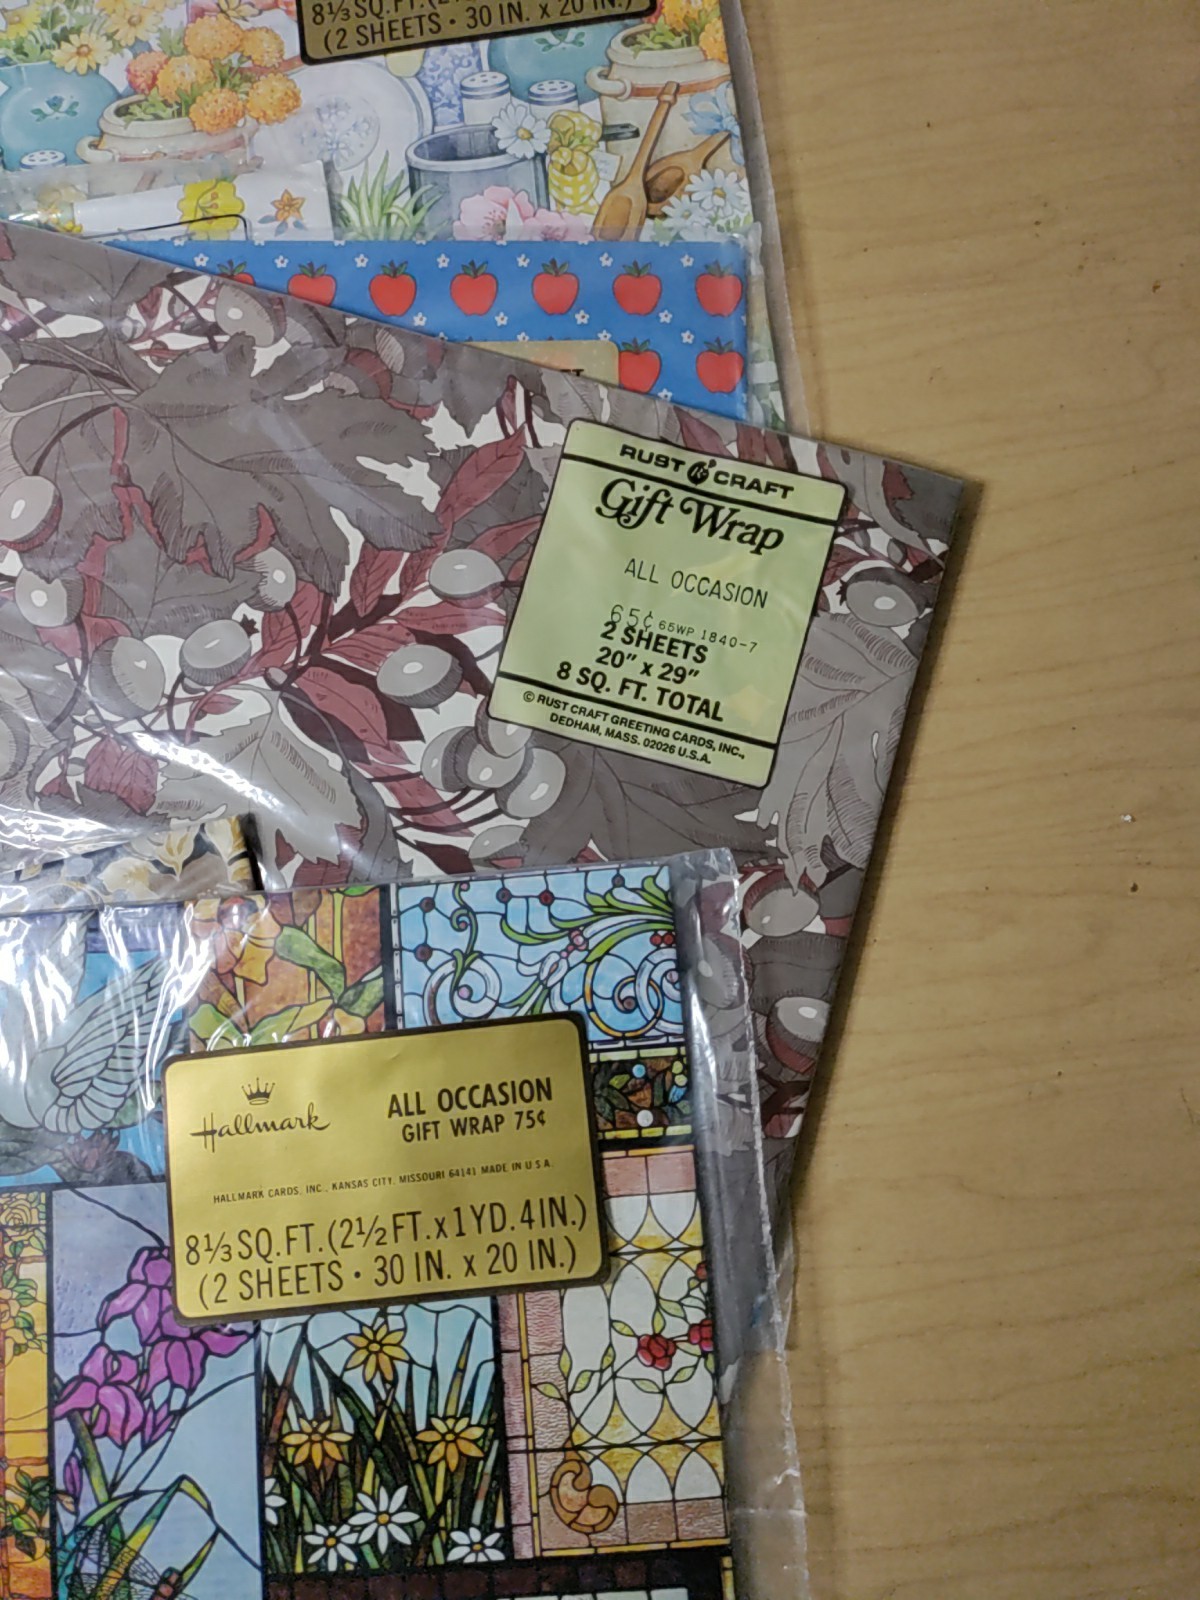 8⅓ SQ. FT. (2
(2 SHEETS • 30 IN. x 20 IN.)
RUST CRAFT
Gift Wrap
ALL OCCASION
65¢ 65WP 1840-7
2 SHEETS
20" x 29"
8 SQ. FT. TOTAL
© RUST CRAFT GREETING CARDS, INC.,
DEDHAM, MASS. 02026 U.S.A.
Hallmark
ALL OCCASION
GIFT WRAP 75¢
HALLMARK CARDS, INC., KANSAS CITY, MISSOURI 64141 MADE IN U.S.A.
8⅓ SQ. FT. (2½ FT. x 1 YD. 4 IN.)
(2 SHEETS • 30 IN. x 20 IN.)